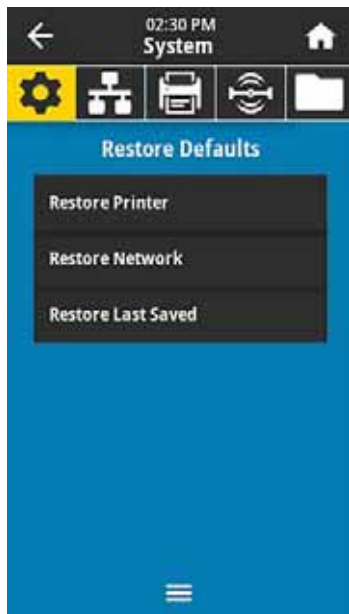 02:30 PM
System
Restore Defaults
Restore Printer
Restore Network
Restore Last Saved